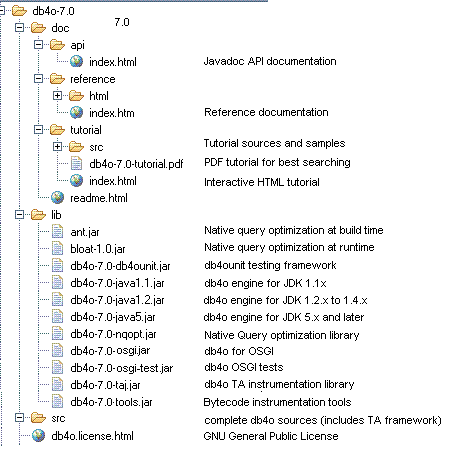 db4o-7.0
7.0
doc
api
index.html Javadoc API documentation
reference
html
index.htm Reference documentation
tutorial
src Tutorial sources and samples
db4o-7.0-tutorial.pdf PDF tutorial for best searching
index.html Interactive HTML tutorial
readme.html
lib
ant.jar Native query optimization at build time
bloat-1.0.jar Native query optimization at runtime
db4o-7.0-db4ounit.jar db4ounit testing framework
db4o-7.0-java1.1.jar db4o engine for JDK 1.1x
db4o-7.0-java1.2.jar db4o engine for JDK 1.2.x to 1.4.x
db4o-7.0-java5.jar db4o engine for JDK 5.x and later
db4o-7.0-nqopt.jar Native Query optimization library
db4o-7.0-osgi.jar db4o for OSGI
db4o-7.0-osgi-test.jar db4o OSGI tests
db4o-7.0-taj.jar db4o TA instrumentation library
db4o-7.0-tools.jar Bytecode instrumentation tools
src complete db4o sources (includes TA framework)
db4o.license.html GNU General Public License